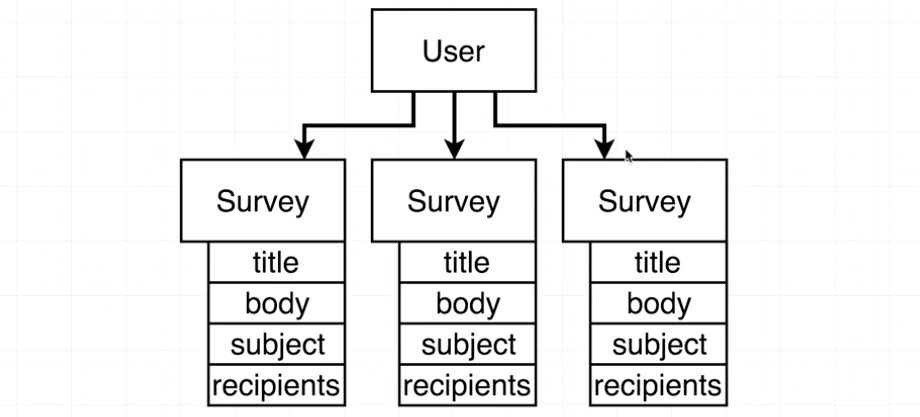 User
Survey
title
body
subject
recipients
Survey
title
body
subject
recipients
Survey
title
body
subject
recipients